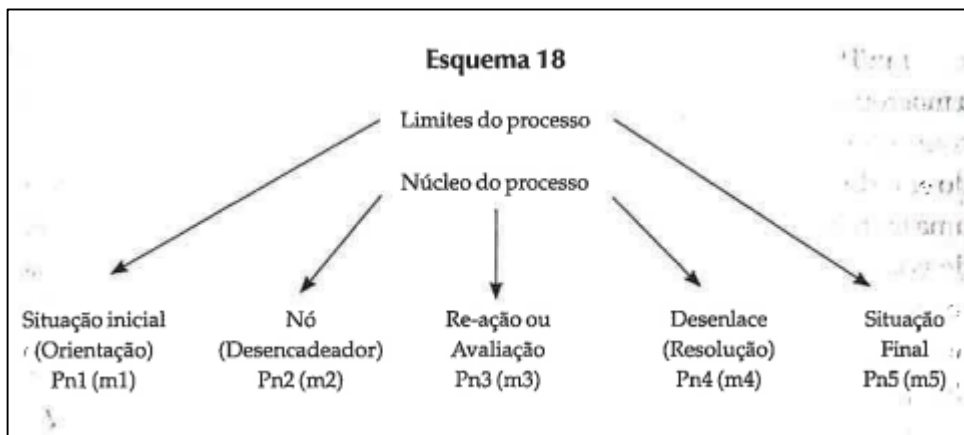 Esquema 18
Limites do processo
Núcleo do processo
Situação inicial
(Orientação)
Pn1 (m1)
Nó
(Desencadeador)
Pn2 (m2)
Re-ação ou
Avaliação
Pn3 (m3)
Desenlace
(Resolução)
Pn4 (m4)
Situação
Final
Pn5 (m5)